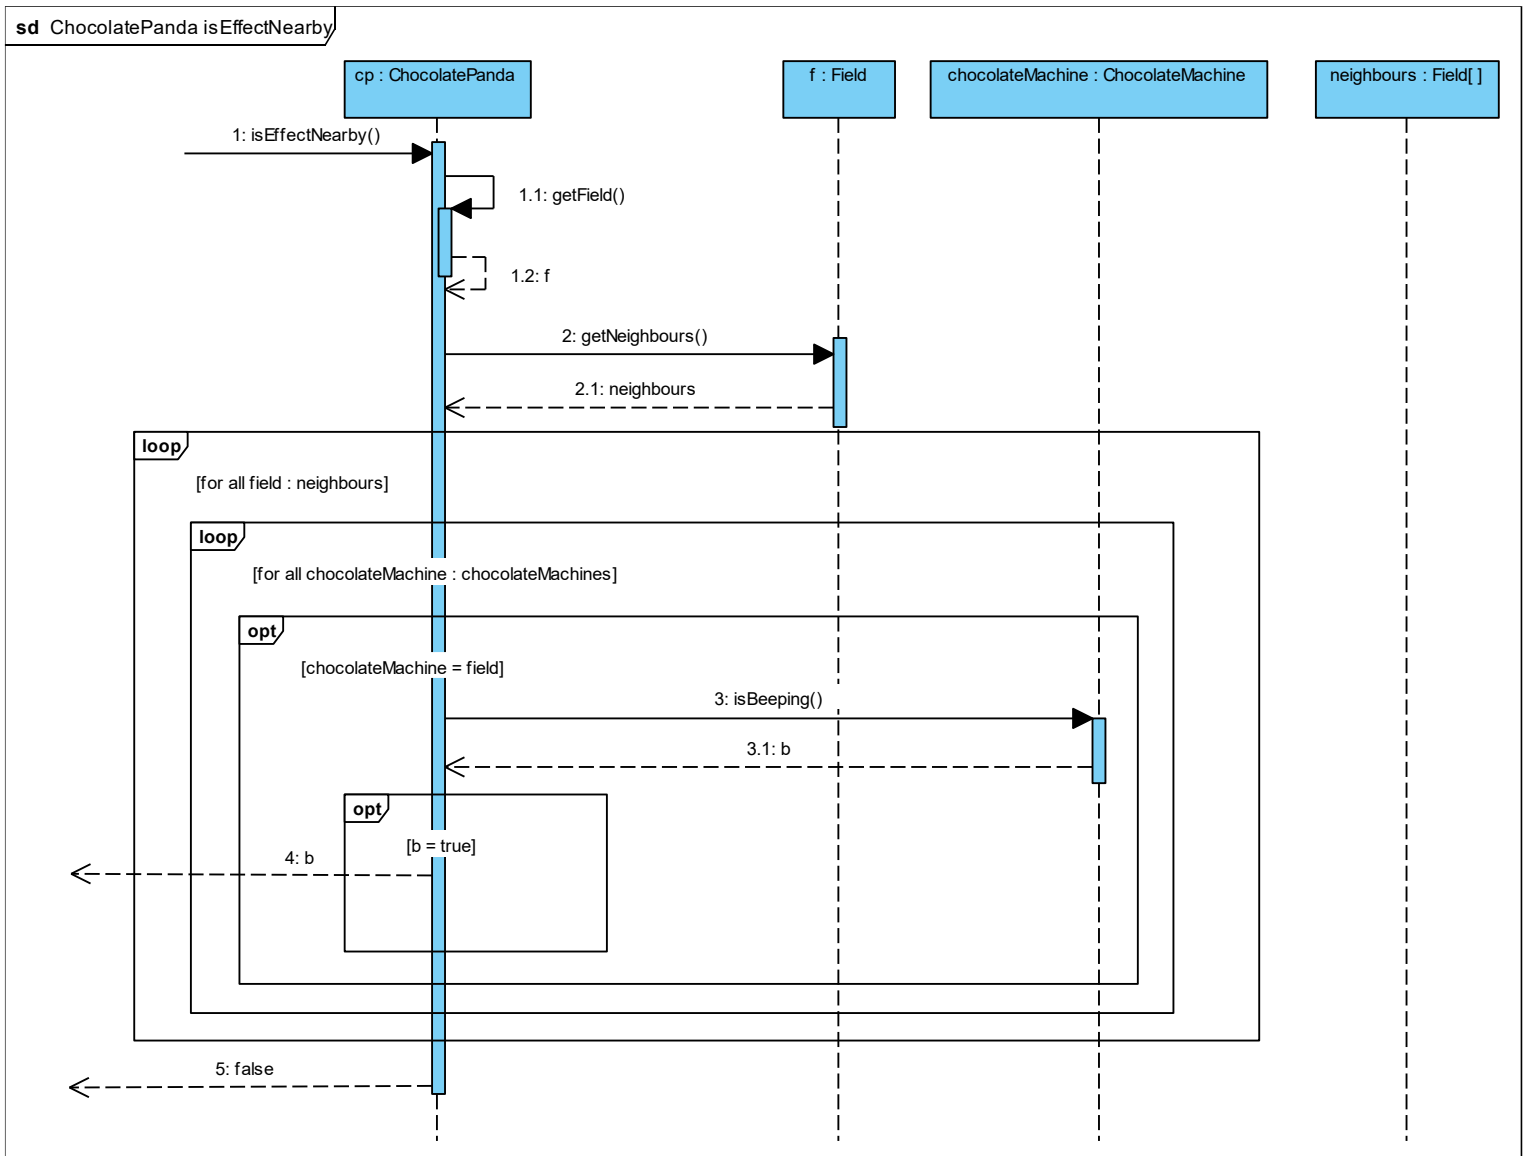 sd ChocolatePanda isEffectNearby
cp : ChocolatePanda
f : Field
chocolateMachine : ChocolateMachine
neighbours : Field[ ]
1: isEffectNearby()
1.1: getField()
1.2: f
2: getNeighbours()
2.1: neighbours
loop
[for all field : neighbours]
loop
[for all chocolateMachine : chocolateMachines]
opt
[chocolateMachine = field]
3: isBeeping()
3.1: b
opt
[b = true]
4: b
5: false